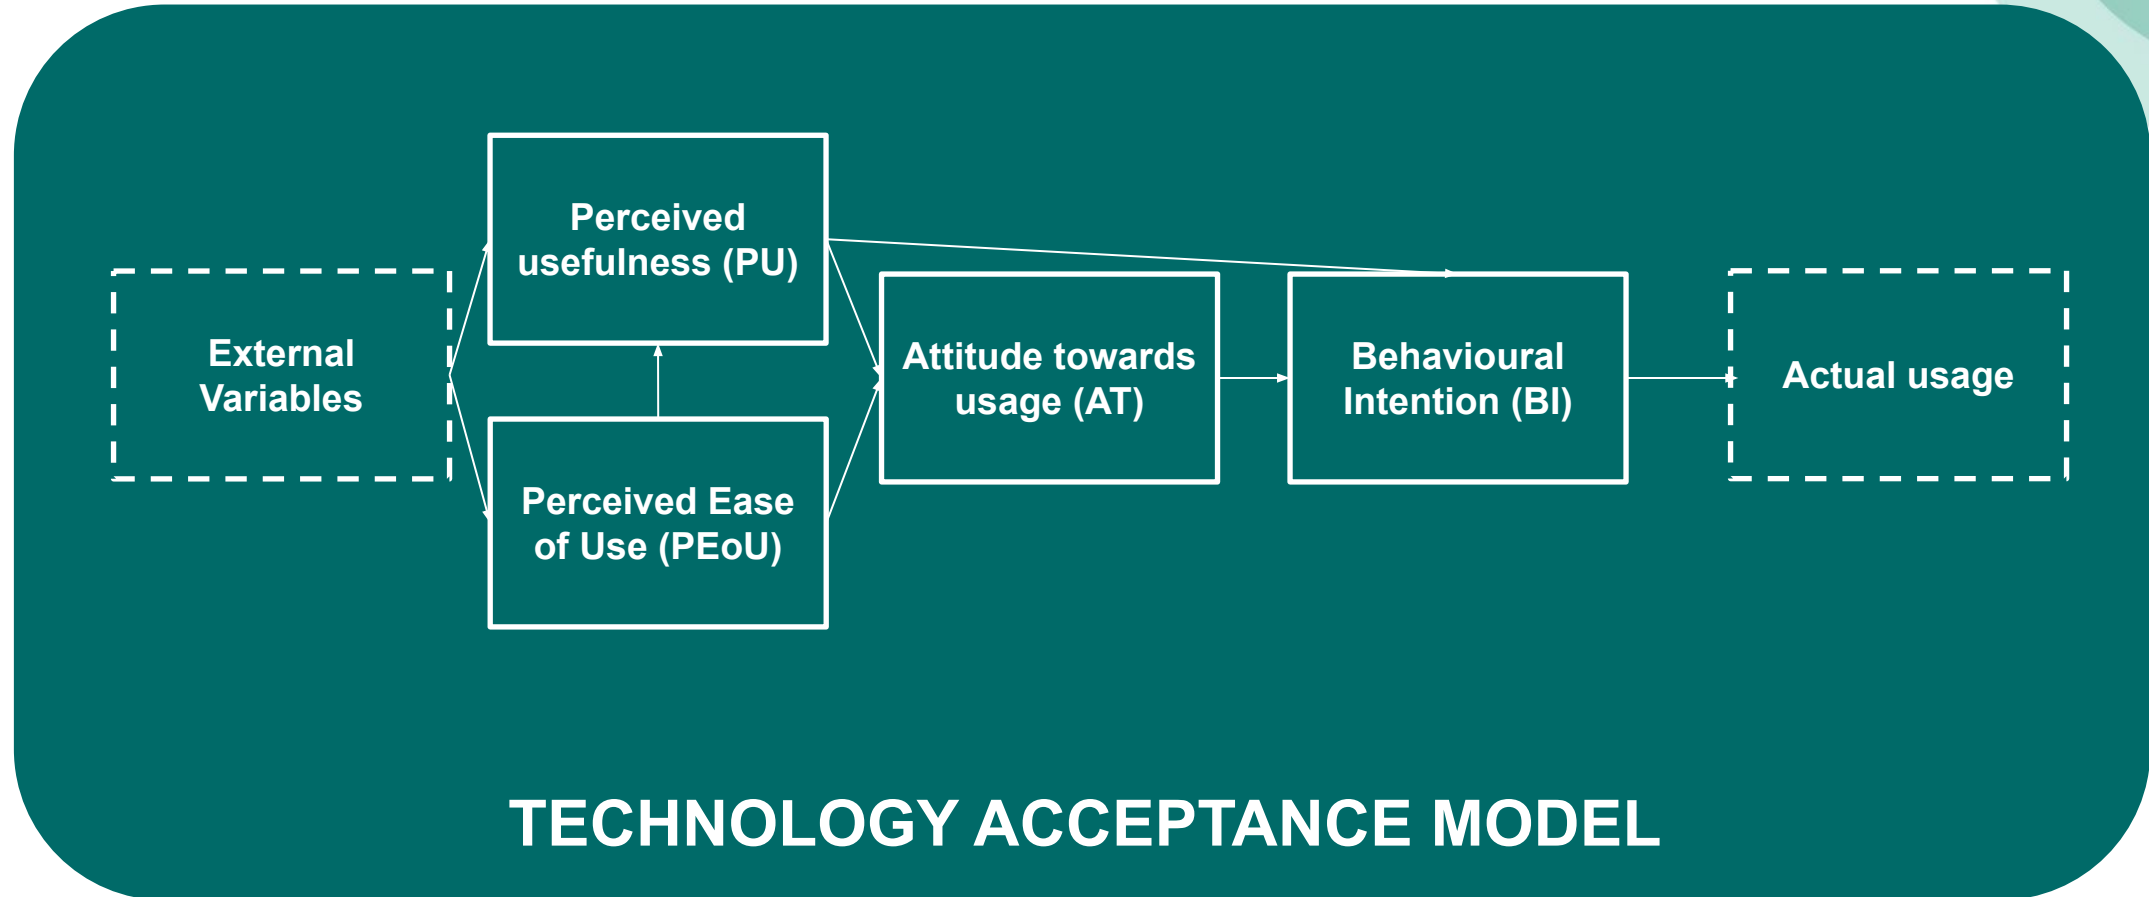 Perceived
usefulness (PU)
External
Variables
Attitude towards
usage (AT)
Behavioural
Intention (BI)
Actual usage
Perceived Ease
of Use (PEoU)
TECHNOLOGY ACCEPTANCE MODEL